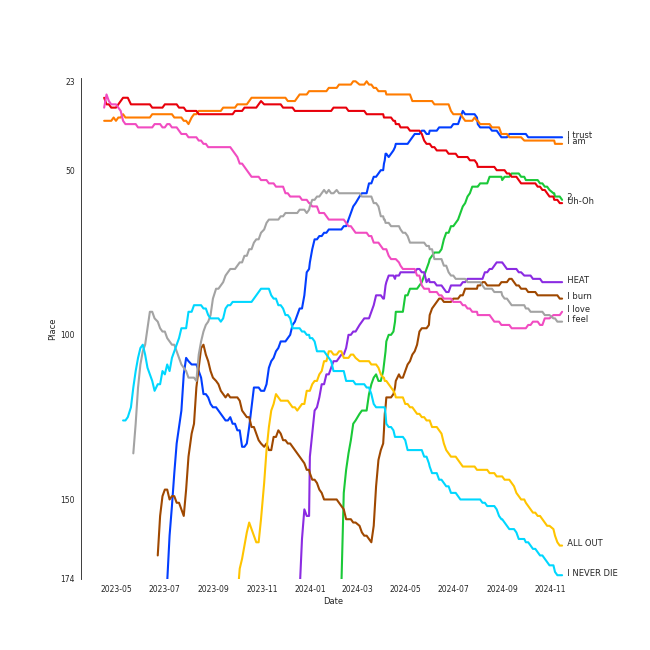 23
50
100
150
174
Place
2023-05
2023-07
2023-09
2023-11
2024-01
2024-03
2024-05
2024-07
2024-09
2024-11
Date
I trust
I am
2
Uh-Oh
HEAT
I burn
I love
I feel
ALL OUT
I NEVER DIE